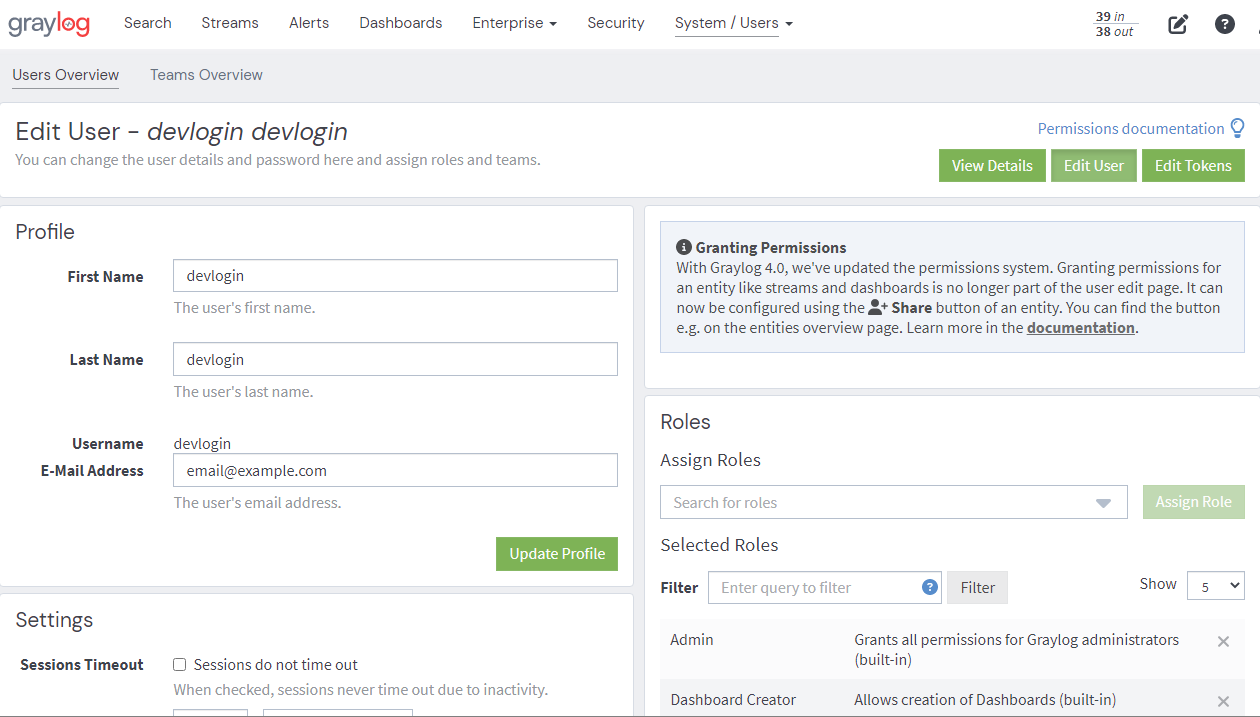 graylog
Search
Streams
Alerts
Dashboards
Enterprise
Security
System / Users
39 in
38 out
Users Overview
Teams Overview
Edit User - devlogin devlogin
You can change the user details and password here and assign roles and teams.
Permissions documentation
View Details
Edit User
Edit Tokens
Profile
First Name
devlogin
The user's first name.
Last Name
devlogin
The user's last name.
Username
devlogin
E-Mail Address
email@example.com
The user's email address.
Update Profile
Settings
Sessions Timeout
Sessions do not time out
When checked, sessions never time out due to inactivity.
Granting Permissions
With Graylog 4.0, we've updated the permissions system. Granting permissions for
an entity like streams and dashboards is no longer part of the user edit page. It can
now be configured using the Share button of an entity. You can find the button
e.g. on the entities overview page. Learn more in the documentation.
Roles
Assign Roles
Search for roles
Assign Role
Selected Roles
Filter
Enter query to filter
Filter
Show
5
Admin
Grants all permissions for Graylog administrators
(built-in)
Dashboard Creator
Allows creation of Dashboards (built-in)